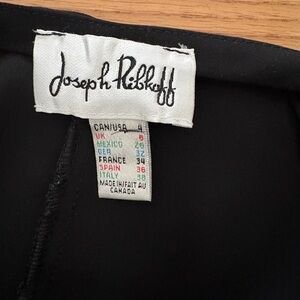 Joseph Ribkoff
CAN/USA 4
UK 6
MEXICO 26
GER 32
FRANCE 34
SPAIN 36
ITALY 38
MADE IN/FAIT AU
CANADA